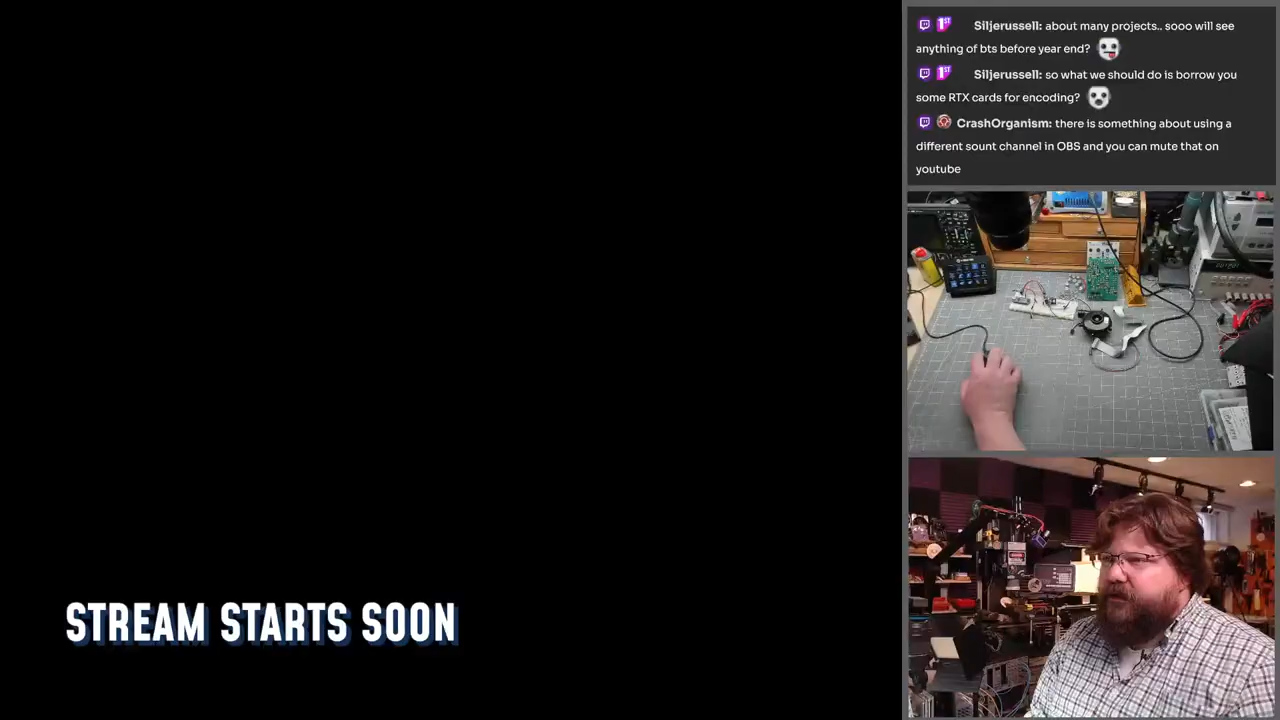 Siljerussell: about many projects.. sooo will see
anything of bts before year end?
Siljerussell: so what we should do is borrow you
some RTX cards for encoding?
CrashOrganism: there is something about using a
different sount channel in OBS and you can mute that on
youtube
STREAM STARTS SOON